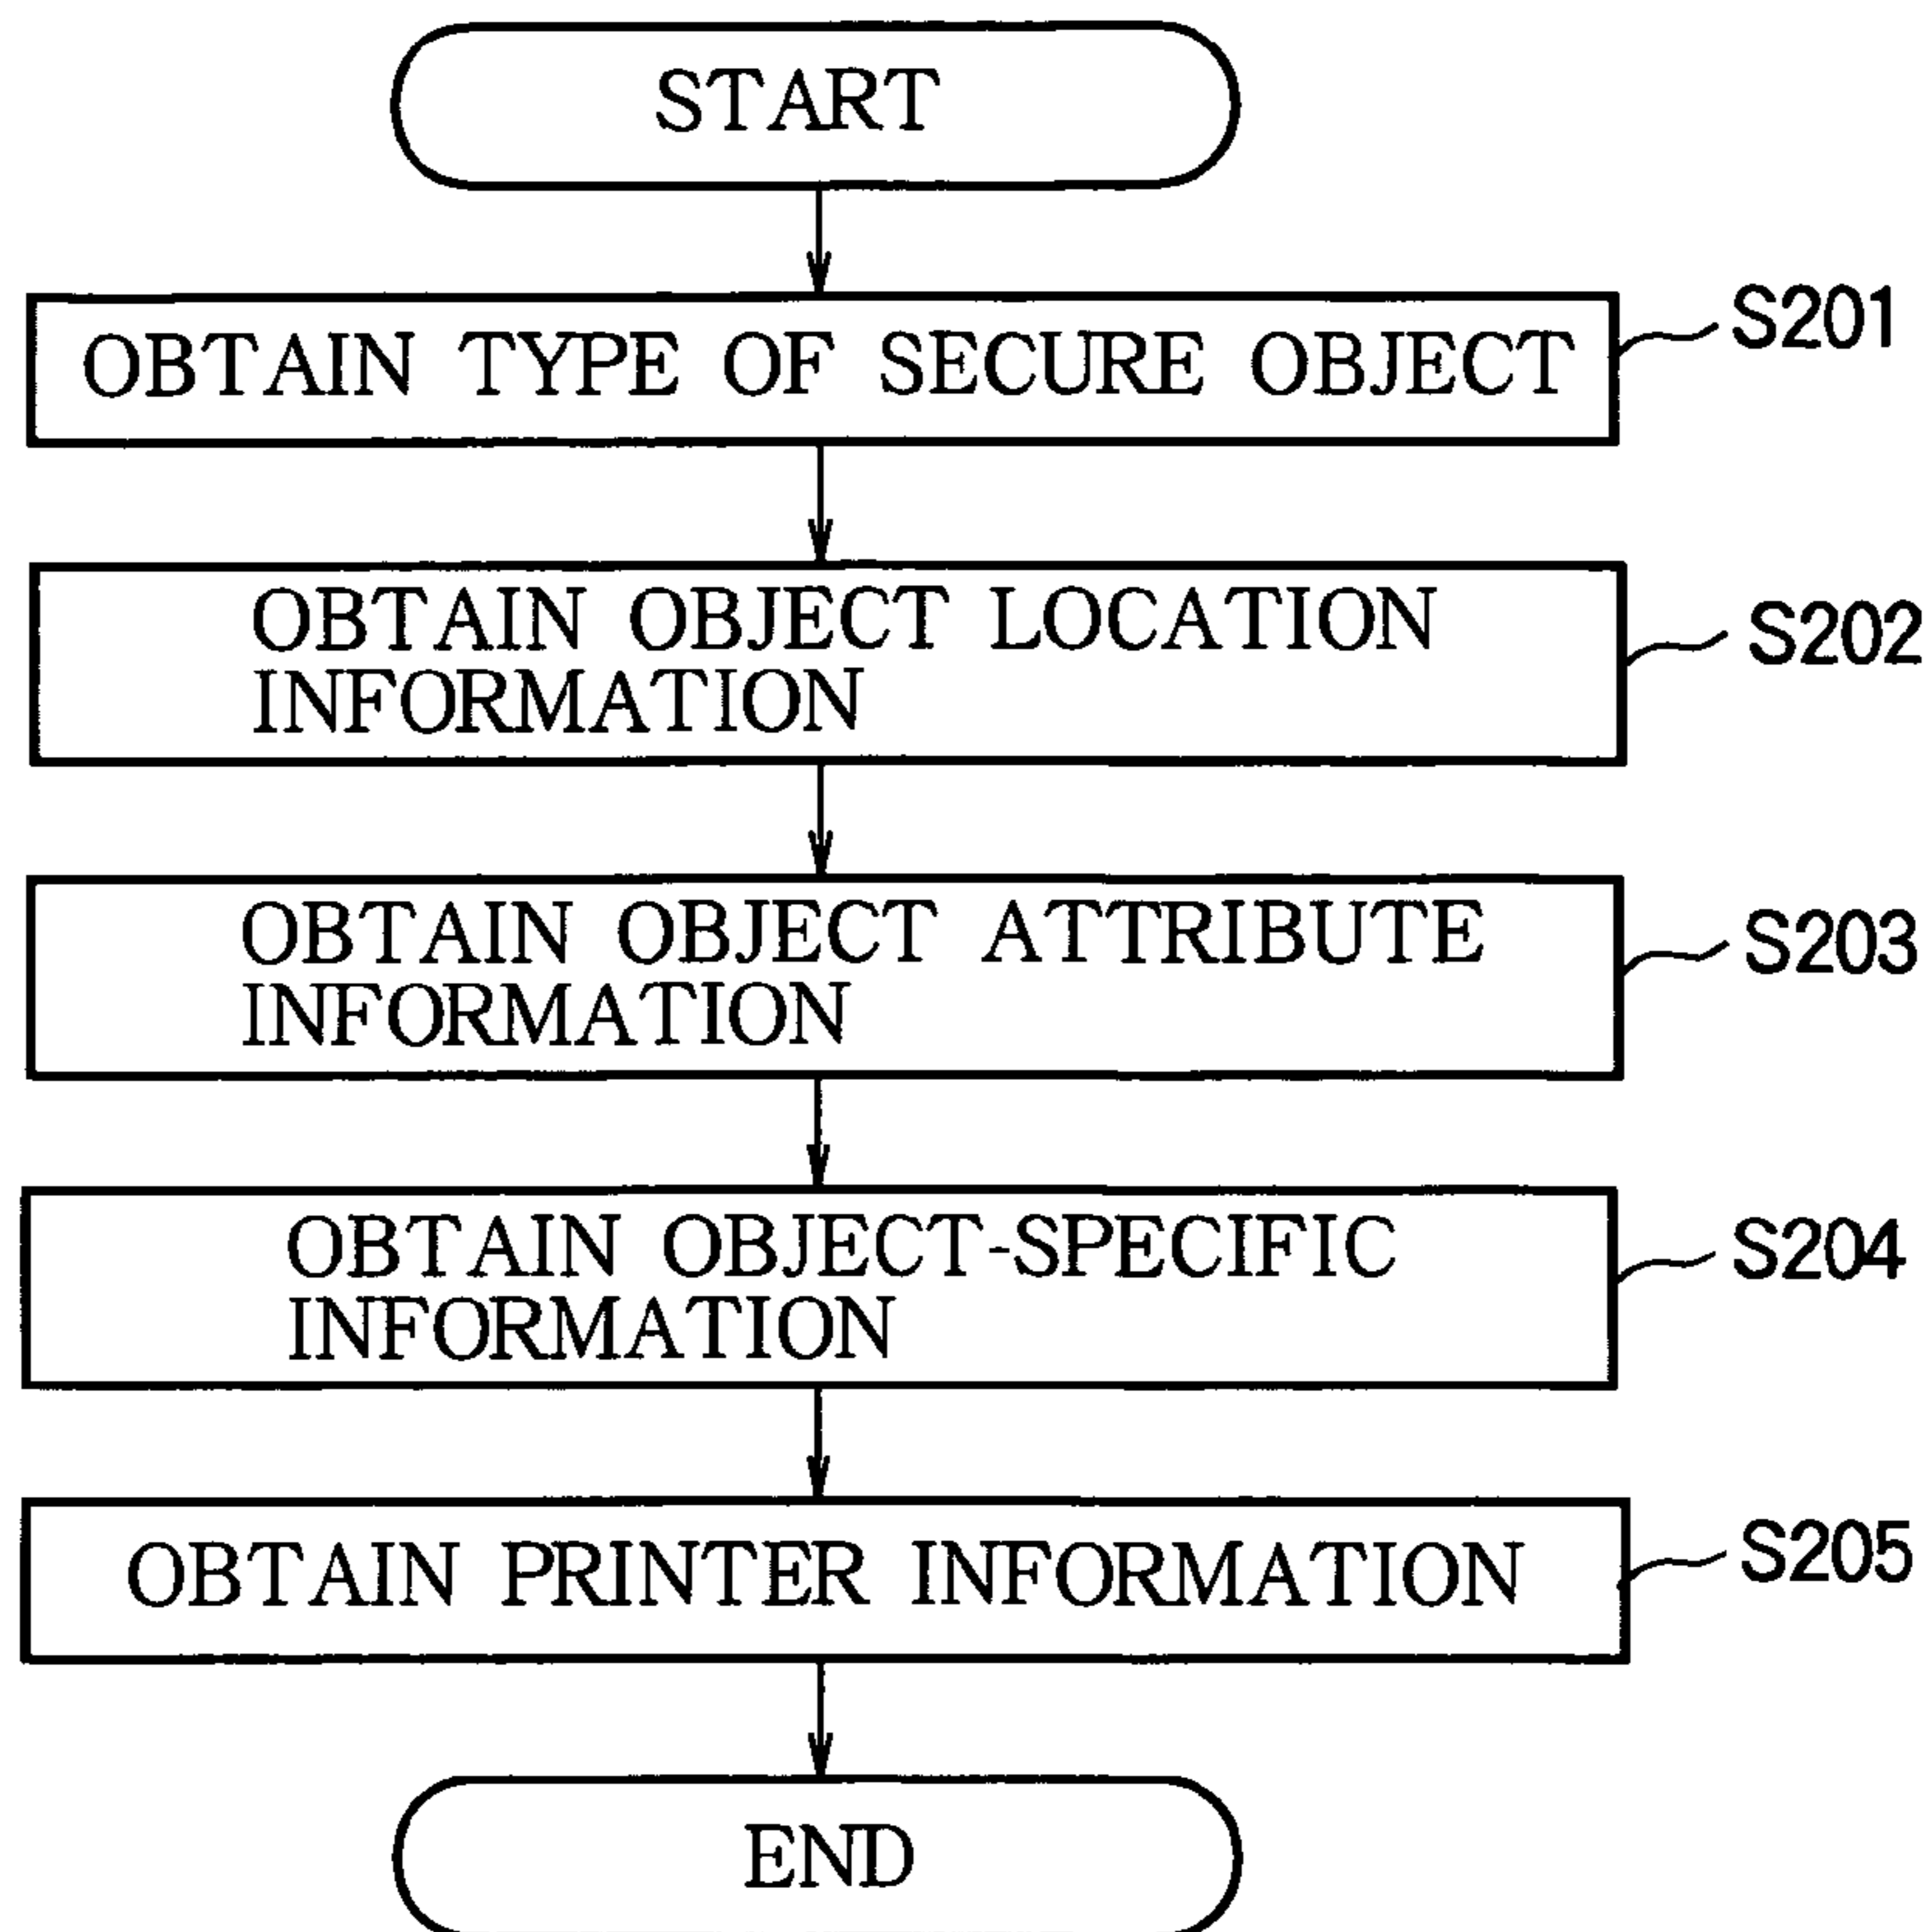 START
OBTAIN TYPE OF SECURE OBJECT
S201
OBTAIN OBJECT LOCATION
INFORMATION
S202
OBTAIN OBJECT ATTRIBUTE
INFORMATION
S203
OBTAIN OBJECT-SPECIFIC
INFORMATION
S204
OBTAIN PRINTER INFORMATION
S205
END